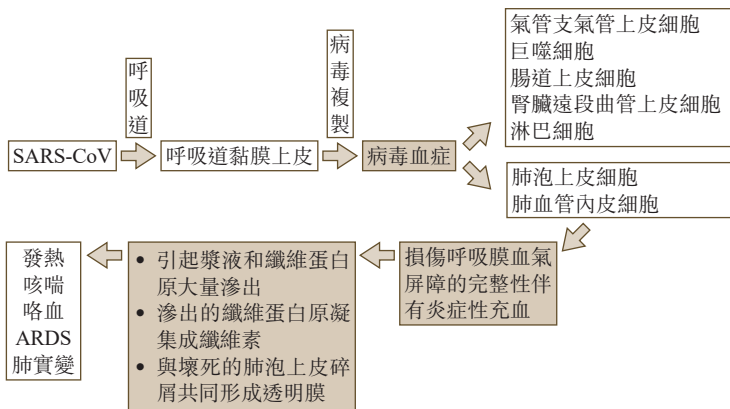 SARS-CoV
呼吸道
呼吸道黏膜上皮
病毒複製
病毒血症
氣管支氣管上皮細胞
巨噬細胞
腸道上皮細胞
腎臟遠段曲管上皮細胞
淋巴細胞
肺泡上皮細胞
肺血管內皮細胞
損傷呼吸膜血氣
屏障的完整性伴
有炎症性充血
• 引起漿液和纖維蛋白
原大量滲出
• 滲出的纖維蛋白原凝
集成纖維素
• 與壞死的肺泡上皮碎
屑共同形成透明膜
發熱
咳喘
咯血
ARDS
肺實變